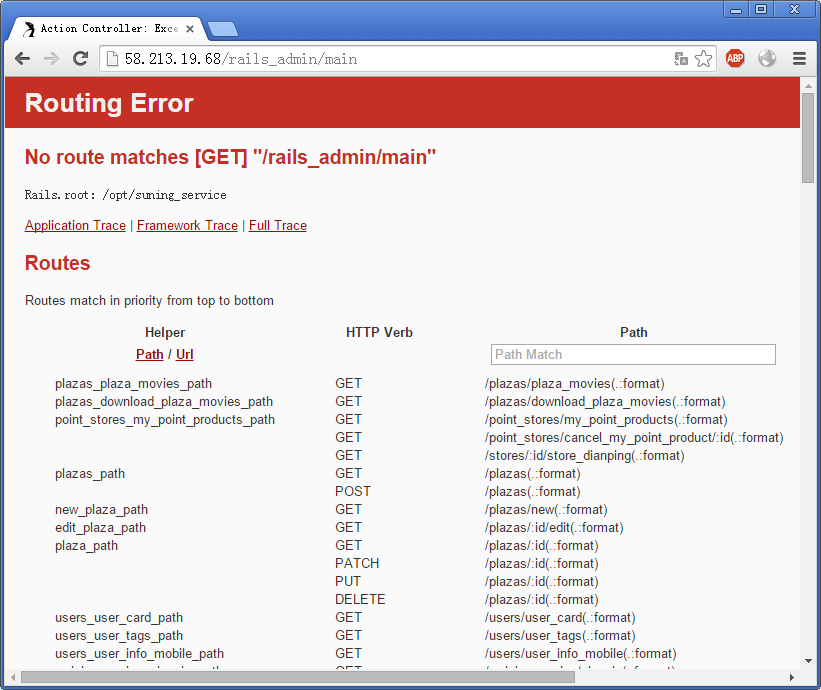 Action Controller: Exce
58.213.19.68/rails_admin/main
ABP
Routing Error
No route matches [GET] "/rails_admin/main"
Rails.root: /opt/suning_service
Application Trace | Framework Trace | Full Trace
Routes
Routes match in priority from top to bottom
Helper HTTP Verb Path
Path / Url Path Match
plazas_plaza_movies_path GET /plazas/plaza_movies(.:format)
plazas_download_plaza_movies_path GET /plazas/download_plaza_movies(.:format)
point_stores_my_point_products_path GET /point_stores/my_point_products(.:format)
GET /point_stores/cancel_my_point_product/:id(.:format)
GET /stores/:id/store_dianping(.:format)
plazas_path GET /plazas(.:format)
POST /plazas(.:format)
new_plaza_path GET /plazas/new(.:format)
edit_plaza_path GET /plazas/:id/edit(.:format)
plaza_path GET /plazas/:id(.:format)
PATCH /plazas/:id(.:format)
PUT /plazas/:id(.:format)
DELETE /plazas/:id(.:format)
users_user_card_path GET /users/user_card(.:format)
users_user_tags_path GET /users/user_tags(.:format)
users_user_info_mobile_path GET /users/user_info_mobile(.:format)